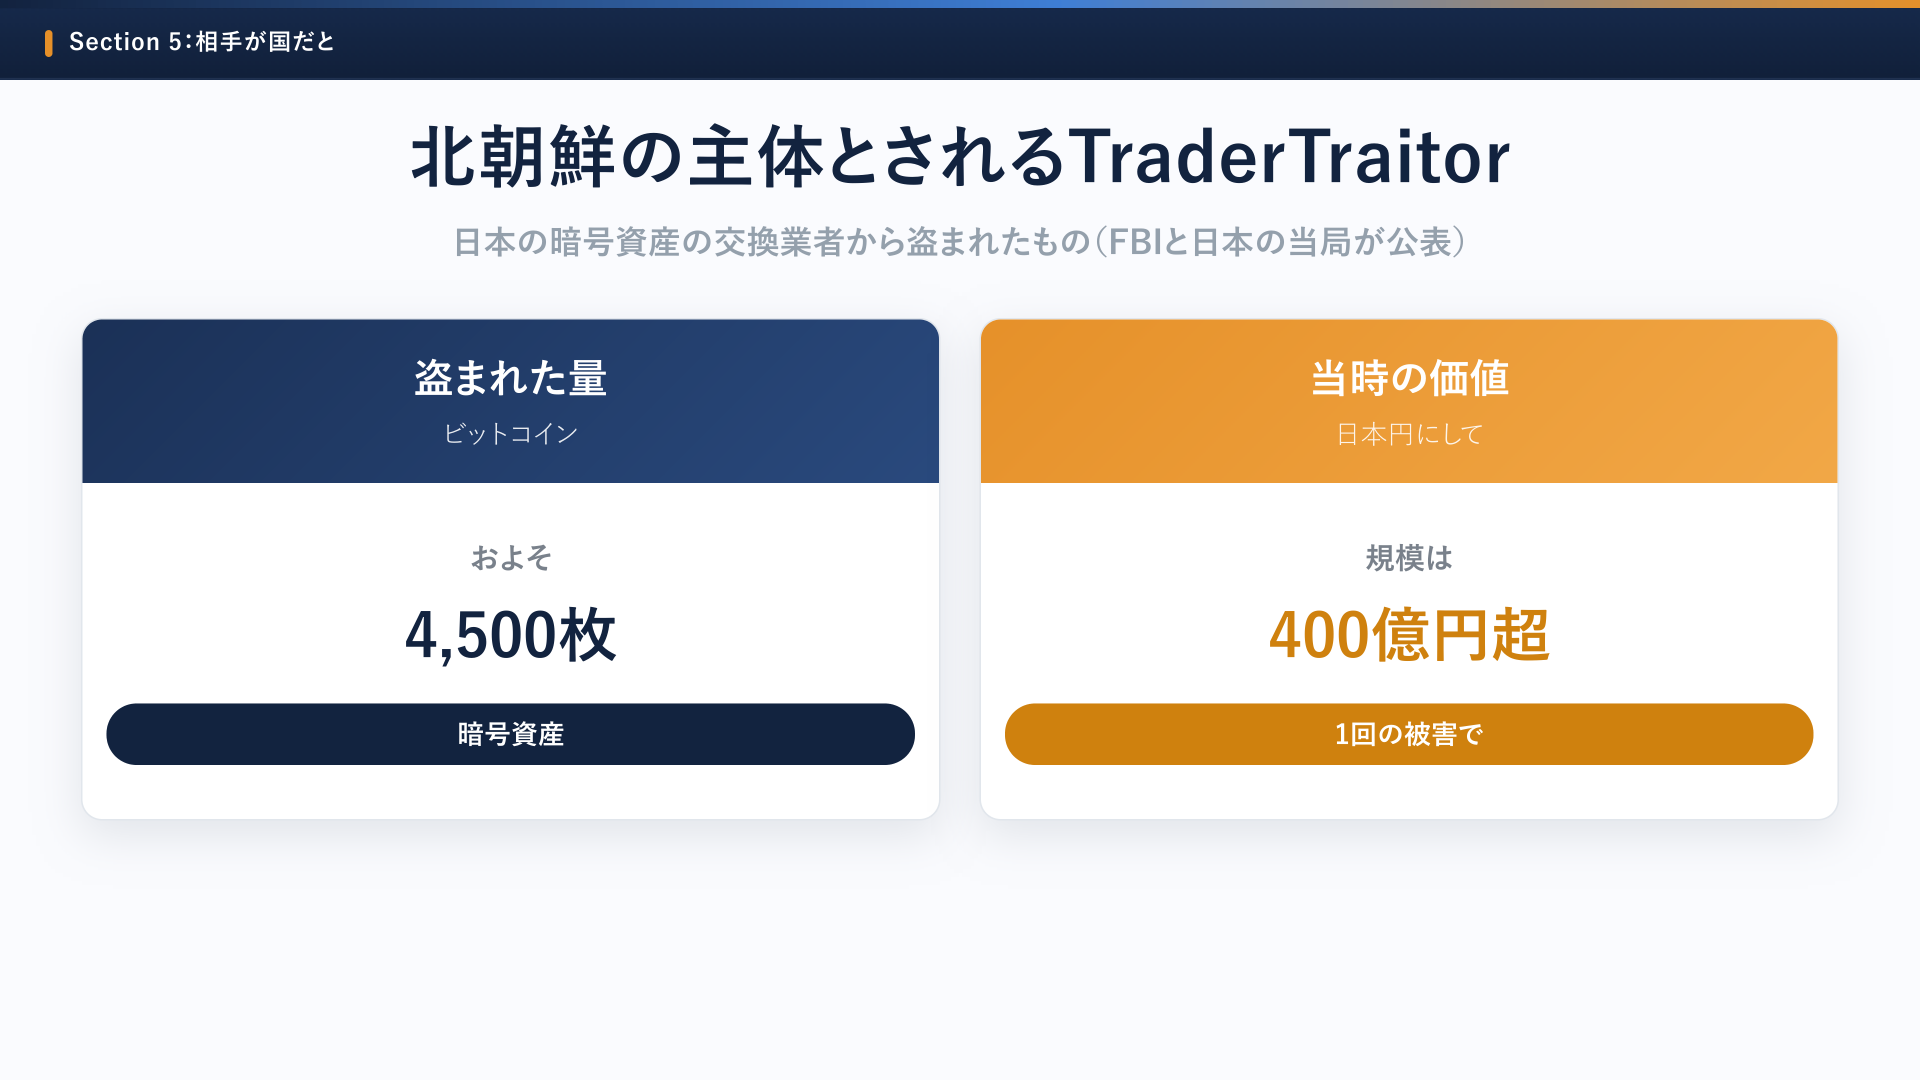 Section 5：相手が国だと
北朝鮮の主体とされるTraderTraitor
日本の暗号資産の交換業者から盗まれたもの（FBIと日本の当局が公表）
盗まれた量
ビットコイン
およそ
4,500枚
暗号資産
当時の価値
日本円にして
規模は
400億円超
1回の被害で